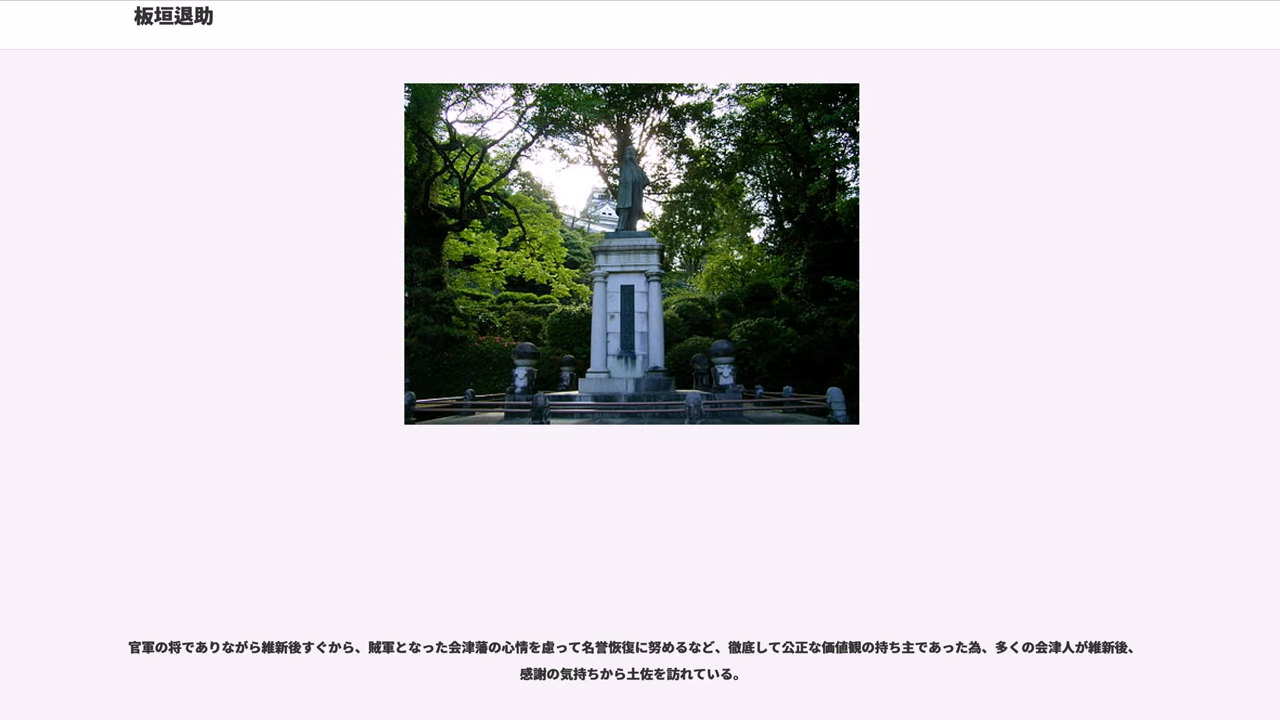 板垣退助
官軍の将でありながら維新後すぐから、賊軍となった会津藩の心情を慮って名誉恢復に努めるなど、徹底して公正な価値観の持ち主であった為、多くの会津人が維新後、
感謝の気持ちから土佐を訪れている。